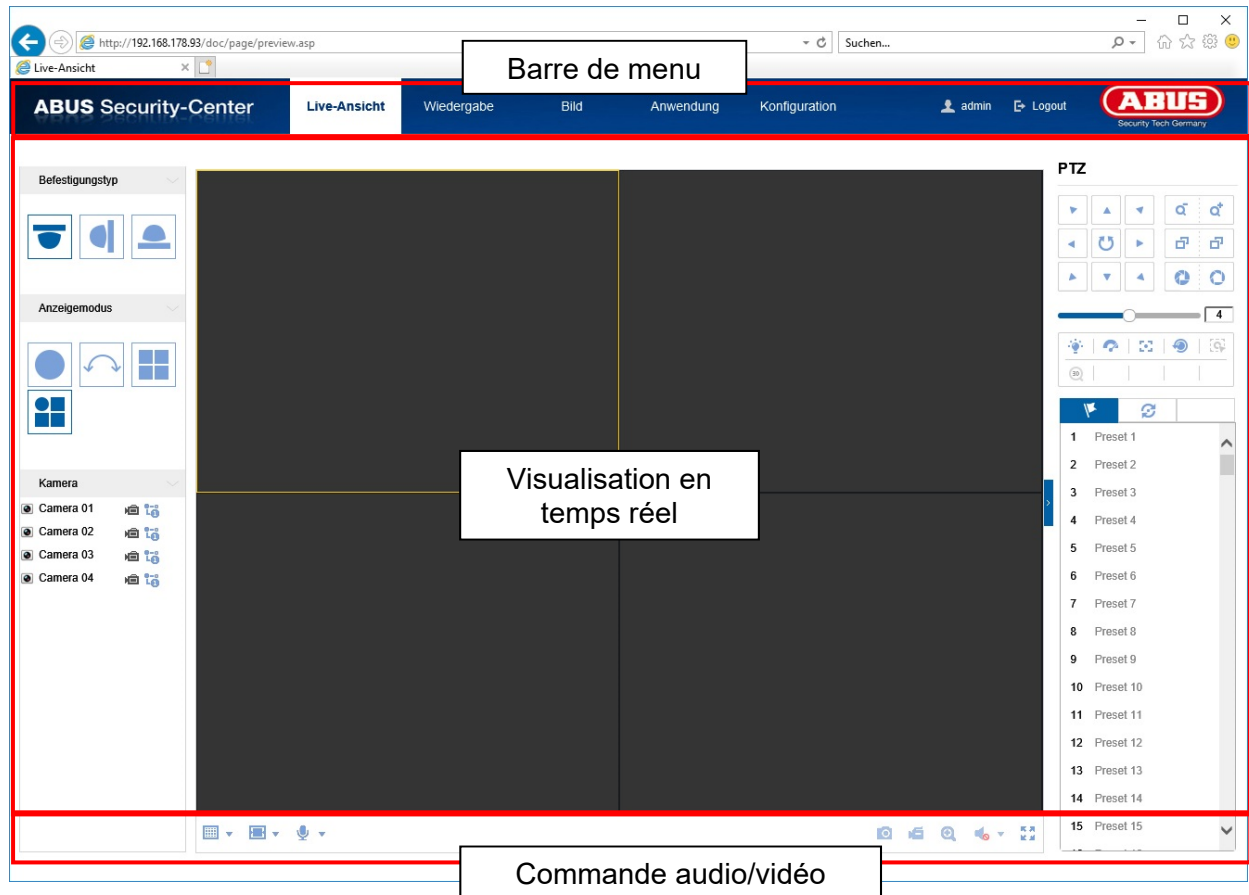 http://192.168.178.93/doc/page/preview.asp
Suchen...
Live-Ansicht
Barre de menu
ABUS Security-Center
Live-Ansicht
Wiedergabe
Bild
Anwendung
Konfiguration
admin
Logout
ABUS
Security Tech Germany
Befestigungstyp
Anzeigemodus
Kamera
Camera 01
Camera 02
Camera 03
Camera 04
Visualisation en
temps réel
PTZ
4
30
1 Preset 1
2 Preset 2
3 Preset 3
4 Preset 4
5 Preset 5
6 Preset 6
7 Preset 7
8 Preset 8
9 Preset 9
10 Preset 10
11 Preset 11
12 Preset 12
13 Preset 13
14 Preset 14
15 Preset 15
Commande audio/vidéo